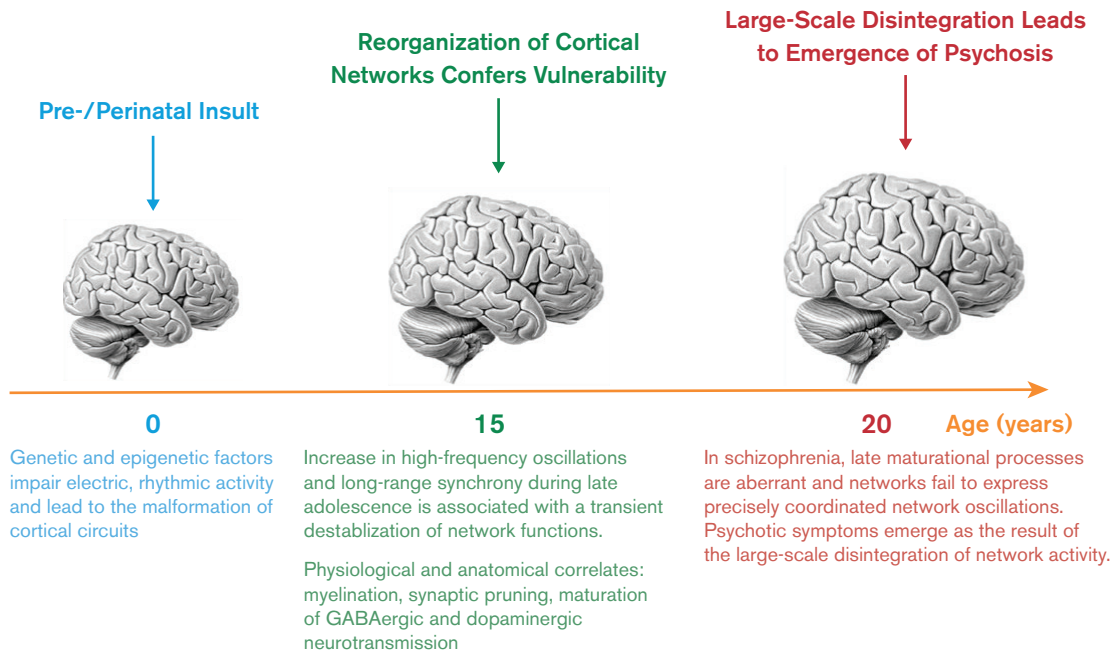 Pre-/Perinatal Insult
Reorganization of Cortical
Networks Confers Vulnerability
Large-Scale Disintegration Leads
to Emergence of Psychosis
0
15
20
Age (years)
Genetic and epigenetic factors
impair electric, rhythmic activity
and lead to the malformation of
cortical circuits
Increase in high-frequency oscillations
and long-range synchrony during late
adolescence is associated with a transient
destablization of network functions.
Physiological and anatomical correlates:
myelination, synaptic pruning, maturation
of GABAergic and dopaminergic
neurotransmission
In schizophrenia, late maturational processes
are aberrant and networks fail to express
precisely coordinated network oscillations.
Psychotic symptoms emerge as the result of
the large-scale disintegration of network activity.